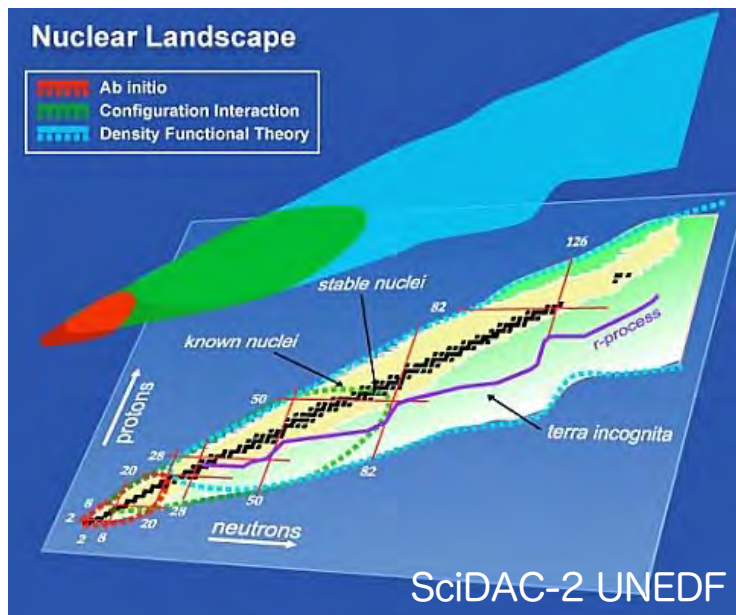 Nuclear Landscape
Ab initio
Configuration Interaction
Density Functional Theory
126
stable nuclei
82
known nuclei
r-process
protons
50
terra incognita
28
82
20
50
8
28
20
2
8
2
neutrons
SciDAC-2 UNEDF